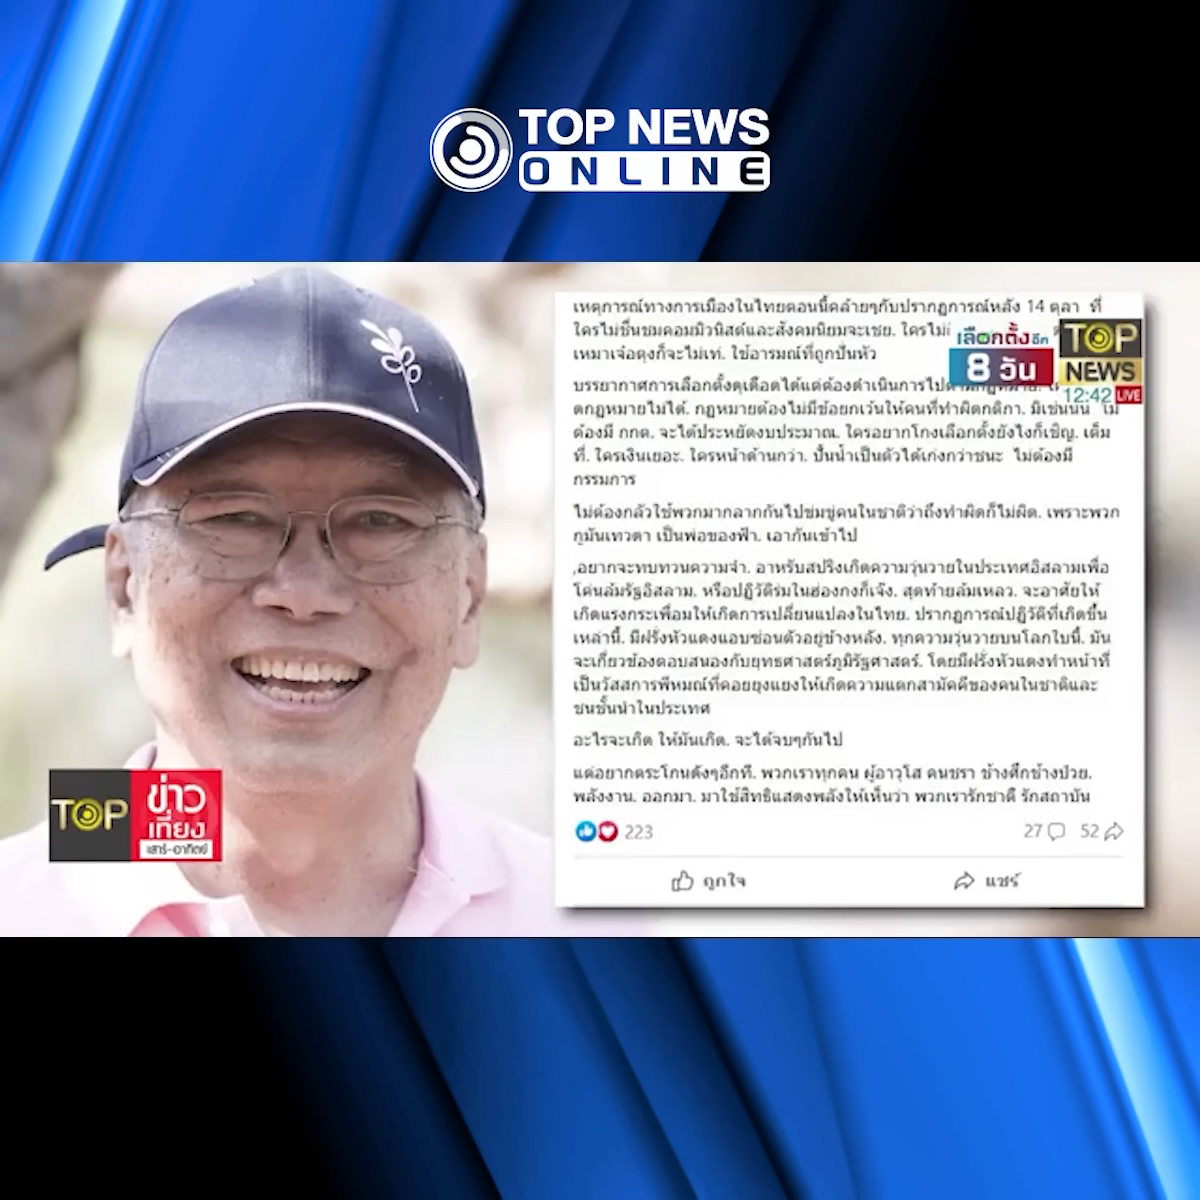 TOP NEWS
ONLINE
เหตุการณ์ทางการเมืองในไทยตอนนี้คล้ายๆกับปรากฏการณ์หลัง 14 ตุลา ที่
ใครไม่ชื่นชมคอมมิวนิสต์และสังคมนิยมจะเชย. ใครไม่
เหมาเจ๋อตุงก็จะไม่เท่. ใช้อารมณ์ที่ถูกปั่นหัว
เลือกตั้งอีก
8 วัน
TOP
NEWS
12:42 LIVE
บรรยากาศการเลือกตั้งดุเดือดได้แต่ต้องดำเนินการไปตามกฎหมาย.
ดกฎหมายไม่ได้. กฎหมายต้องไม่มีข้อยกเว้นให้คนที่ทำผิดกติกา. มิเช่นนั้น ไม่
ต้องมี กกต. จะได้ประหยัดงบประมาณ. ใครอยากโกงเลือกตั้งยังไงก็เชิญ. เต็ม
ที่. ใครเงินเยอะ. ใครหน้าด้านกว่า. ปั้นน้ำเป็นตัวได้เก่งกว่าชนะ ไม่ต้องมี
กรรมการ
ไม่ต้องกลัวใช้พวกมากลากกันไปข่มขู่คนในชาติว่าถึงทำผิดก็ไม่ผิด. เพราะพวก
กูมันเทวดา เป็นพ่อของฟ้า. เอากันเข้าไป
,อยากจะทบทวนความจำ. อาหรับสปริงเกิดความวุ่นวายในประเทศอิสลามเพื่อ
โค่นล้มรัฐอิสลาม. หรือปฏิวัติร่มในฮ่องกงก็เจ๊ง. สุดท้ายล้มเหลว. จะอาศัยให้
เกิดแรงกระเพื่อมให้เกิดการเปลี่ยนแปลงในไทย. ปรากฏการณ์ปฏิวัติที่เกิดขึ้น
เหล่านี้. มีฝรั่งหัวแดงแอบซ่อนตัวอยู่ข้างหลัง. ทุกความวุ่นวายบนโลกใบนี้. มัน
จะเกี่ยวข้องตอบสนองกับยุทธศาสตร์ภูมิรัฐศาสตร์. โดยมีฝรั่งหัวแดงทำหน้าที่
เป็นวัสสการพีหมณ์ที่คอยยุงแยงให้เกิดความแตกสามัคคีของคนในชาติและ
ชนชั้นนำในประเทศ
อะไรจะเกิด ให้มันเกิด. จะได้จบๆกันไป
แต่อยากตระโกนดังๆอีกที. พวกเราทุกคน ผู้อาวุโส คนชรา ช้างศึกช้างป่วย.
พลังงาน. ออกมา. มาใช้สิทธิแสดงพลังให้เห็นว่า พวกเรารักชาติ รักสถาบัน
223
27
52
ถูกใจ
แชร์
TOP
ข่าว
เที่ยง
เสาร์-อาทิตย์